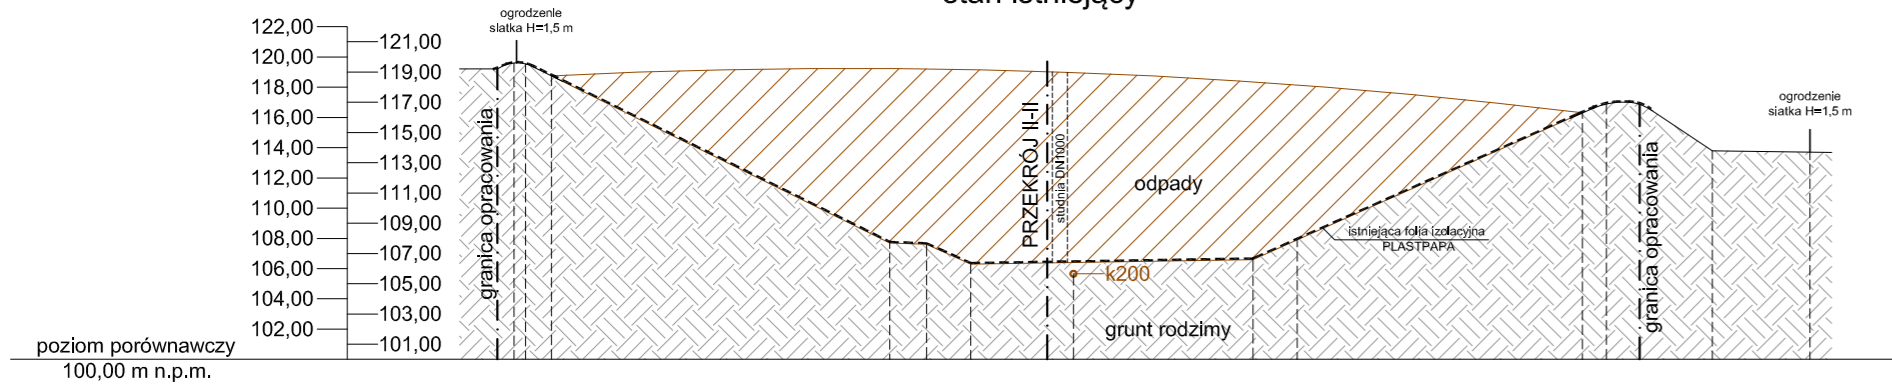 stan istniejący
ogrodzenie
siatka H=1,5 m
122,00
121,00
120,00
119,00
118,00
117,00
116,00
115,00
114,00
113,00
112,00
111,00
110,00
109,00
108,00
107,00
106,00
105,00
104,00
103,00
102,00
101,00
poziom porównawczy
100,00 m n.p.m.
granica opracowania
PRZEKRÓJ II-II
studnia DN1000
odpady
k200
grunt rodzimy
istniejąca folia izolacyjna
PLASTPAPA
granica opracowania
ogrodzenie
siatka H=1,5 m